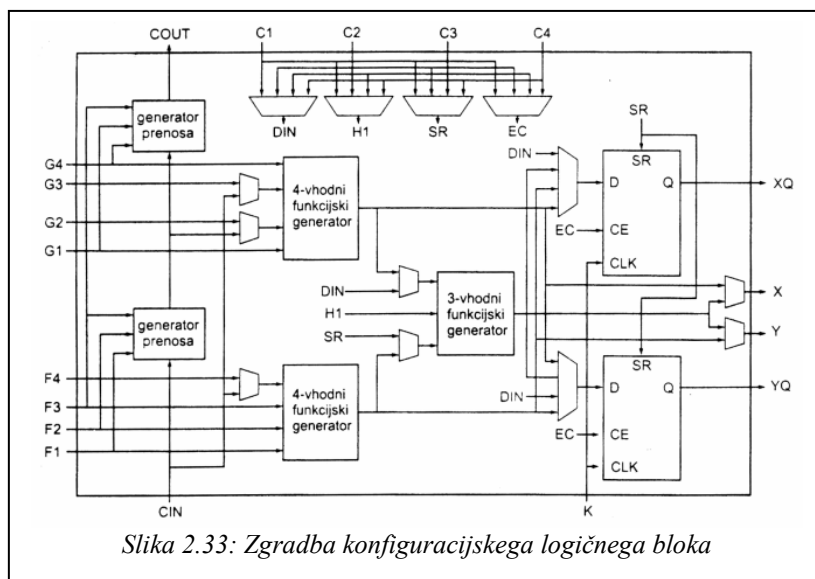 COUT C1 C2 C3 C4
generator
prenosa
DIN H1 SR EC
SR
G4
G3
G2
G1
4-vhodni
funkcijski
generator
DIN
SR
D Q
XQ
EC
CE
CLK
DIN
H1
SR
3-vhodni
funkcijski
generator
X
Y
generator
prenosa
F4
F3
F2
F1
4-vhodni
funkcijski
generator
SR
D Q
YQ
DIN
EC
CE
CLK
CIN K
Slika 2.33: Zgradba konfiguracijskega logičnega bloka